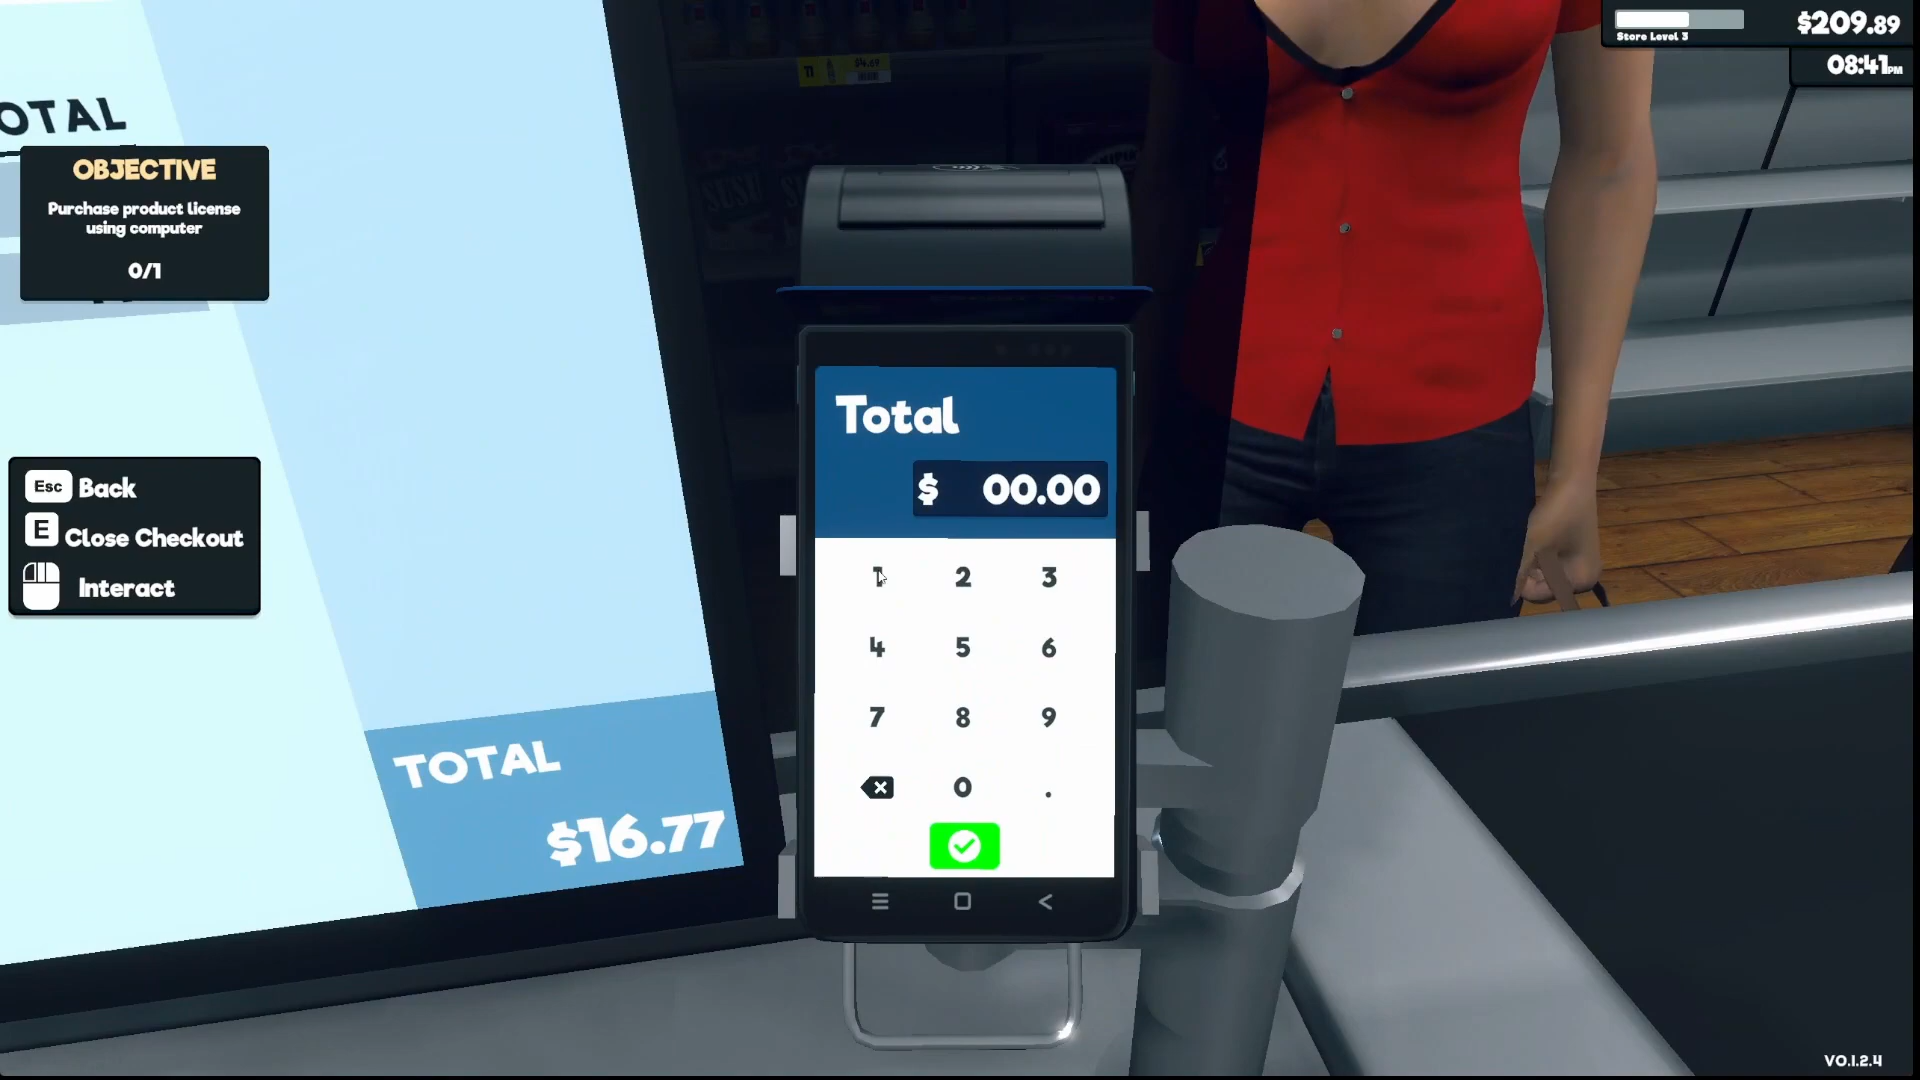 OTAL
OBJECTIVE
Purchase product license
using computer
0/1
Esc Back
E Close Checkout
Interact
TOTAL
$16.77
Total
$ 00.00
1 2 3
4 5 6
7 8 9
0 .
$4.69
Store Level 3
$209.89
08:41PM
V0.1.2.4